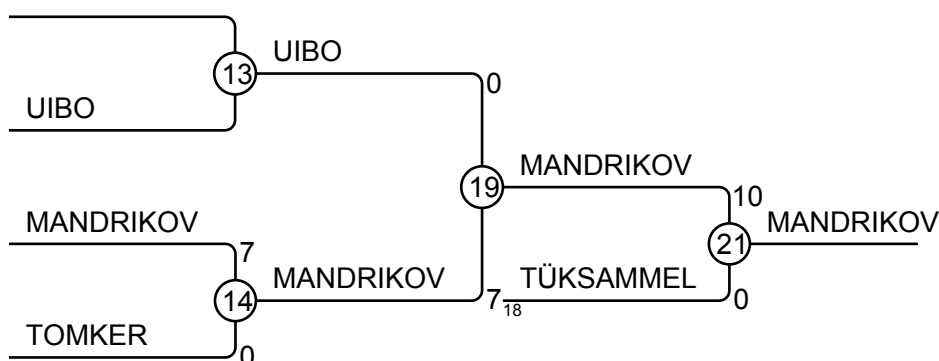 UIBO
13
0
UIBO
MANDRIKOV
19
10
MANDRIKOV
7
MANDRIKOV
21
MANDRIKOV
TÜKSAMMEL
14
7
18
0
TOMKER
0